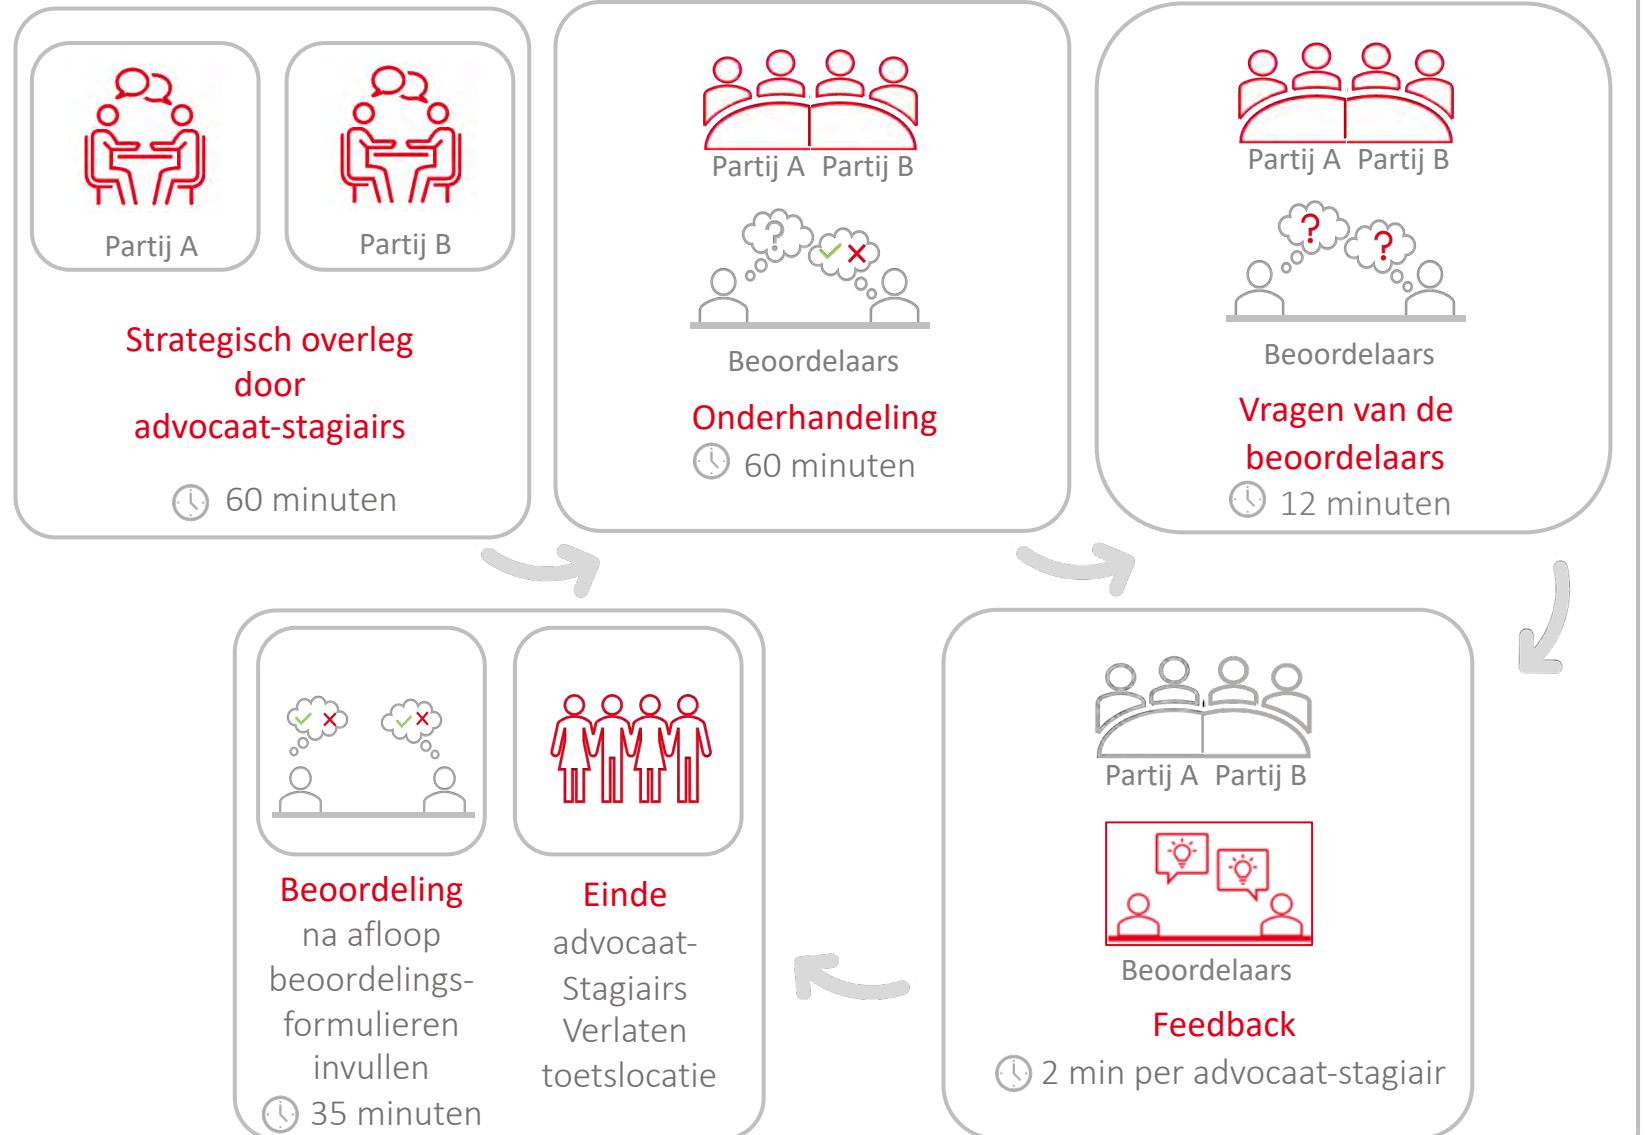 Partij A
Partij B
Strategisch overleg
door
advocaat-stagiairs
60 minuten
Partij A Partij B
?
Beoordelaars
Onderhandeling
60 minuten
Partij A Partij B
? ?
Beoordelaars
Vragen van de
beoordelaars
12 minuten
Partij A Partij B
Beoordelaars
Feedback
2 min per advocaat-stagiair
Beoordeling
na afloop
beoordelings-
formulieren
invullen
35 minuten
Einde
advocaat-
Stagiairs
Verlaten
toetslocatie